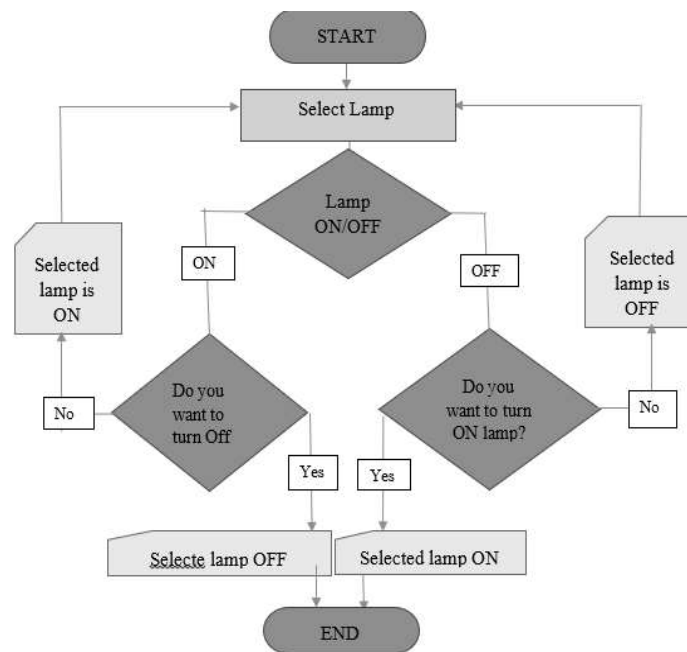 START
Select Lamp
Lamp
ON/OFF
ON
OFF
Selected
lamp is
ON
Selected
lamp is
OFF
Do you
want to
turn Off
Do you
want to turn
ON lamp?
No
No
Yes
Yes
Selecte lamp OFF
Selected lamp ON
END